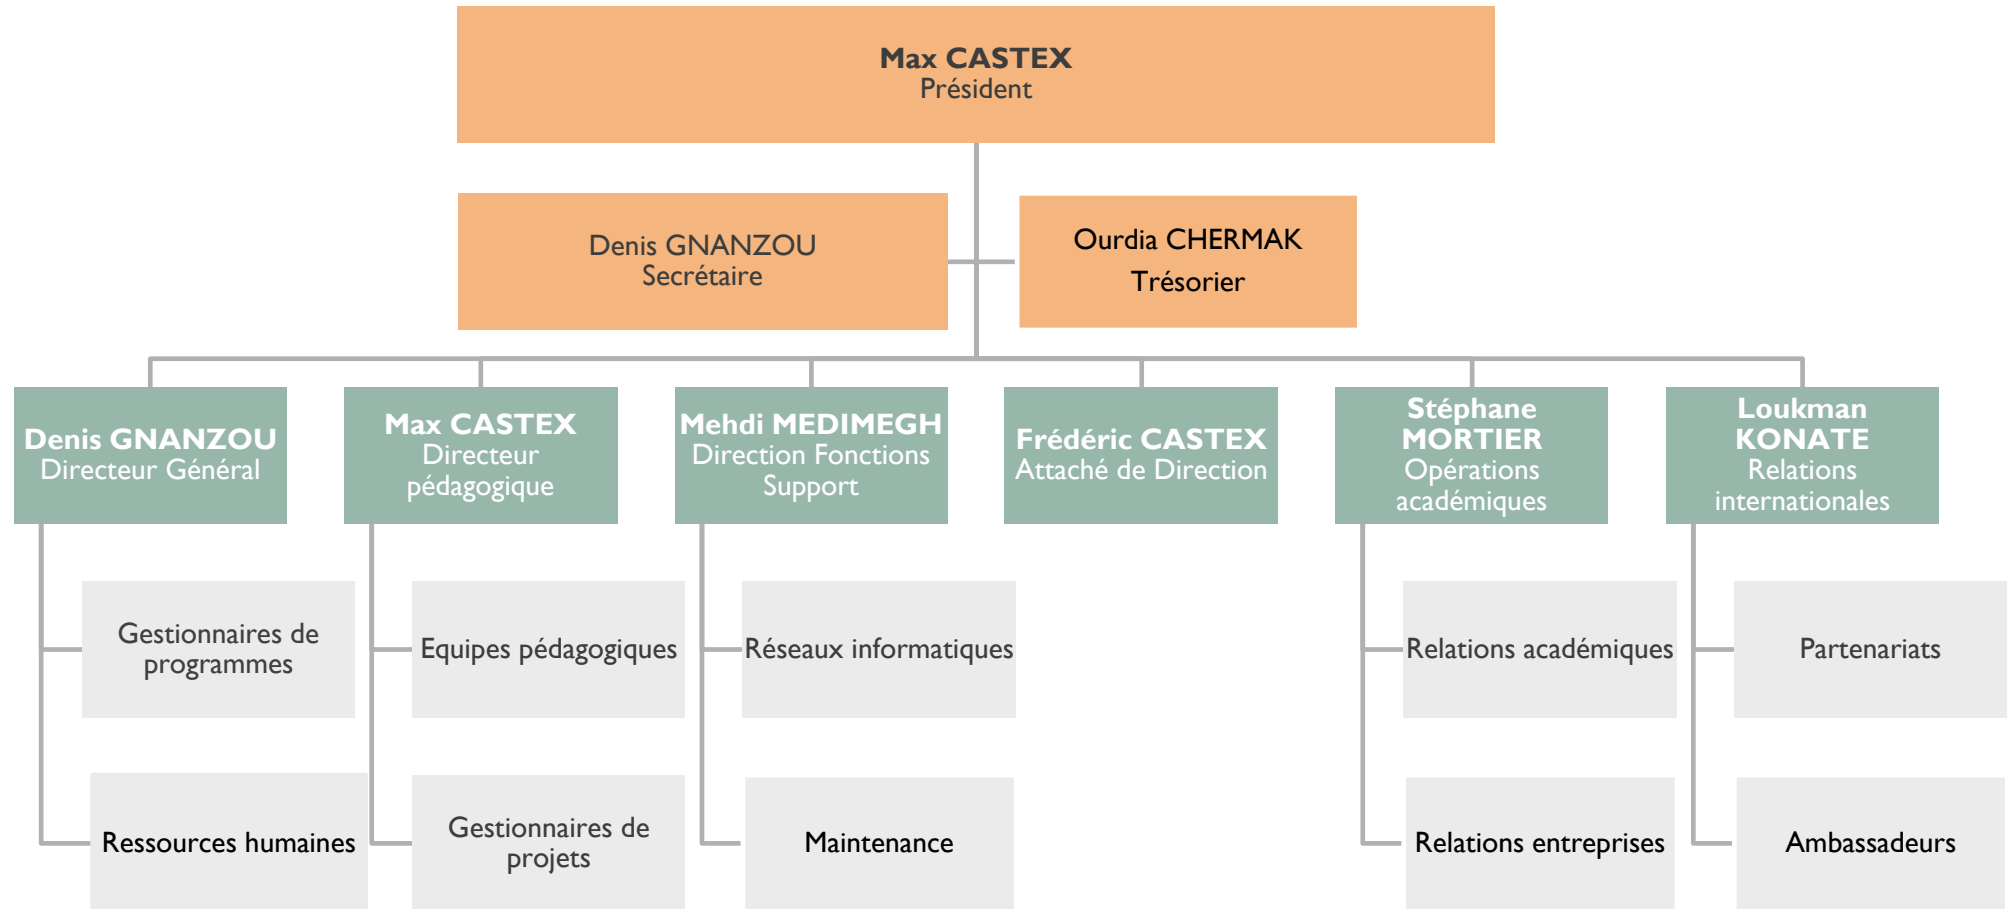 Max CASTEX
Président
Denis GNANZOU
Secrétaire
Ourdia CHERMAK
Trésorier
Denis GNANZOU
Directeur Général
Max CASTEX
Directeur
pédagogique
Mehdi MEDIMEGH
Direction Fonctions
Support
Frédéric CASTEX
Attaché de Direction
Stéphane
MORTIER
Opérations
académiques
Loukman
KONATE
Relations
internationales
Gestionnaires de
programmes
Equipes pédagogiques
Réseaux informatiques
Relations académiques
Partenariats
Ressources humaines
Gestionnaires de
projets
Maintenance
Relations entreprises
Ambassadeurs